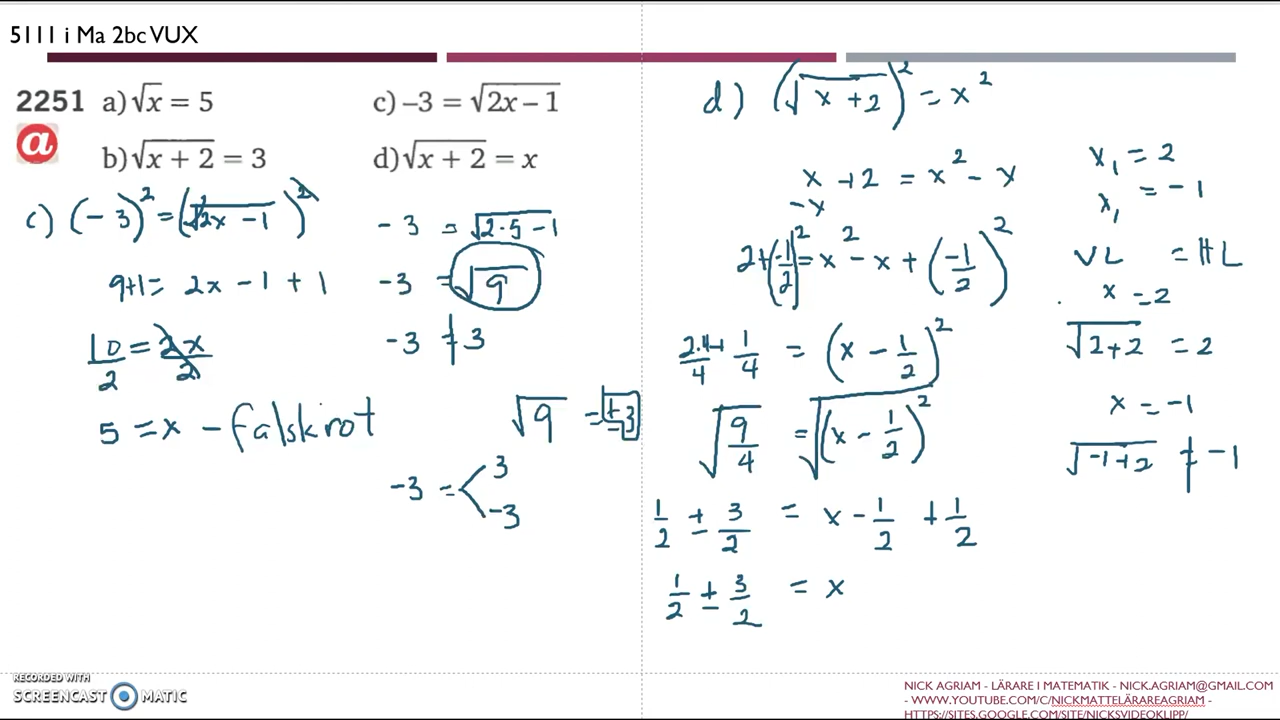 5111 i Ma 2bc VUX
2251 a) √x = 5
c) –3 = √(2x – 1)
a
b) √(x + 2) = 3
d) √(x + 2) = x
c) (-3)² = (√(2x -1))²
9+1 = 2x -1 + 1
10/2 = 2x/2
5 = x - falskrot
-3 = √(2·5 -1)
-3 = √9
-3 ≠ 3
√9 = ±3
-3 = < 3
-3
d) (√(x +2))² = x²
x +2 = x² - x
-x
2+(-1/2)² = x² - x + (-1/2)²
2·4/4 + 1/4 = (x - 1/2)²
√(9/4) = √((x - 1/2)²)
1/2 ± 3/2 = x - 1/2 + 1/2
1/2 ± 3/2 = x
x₁ = 2
x₁ = -1
VL = HL
x = 2
√(2+2) = 2
x = -1
√(-1+2) ≠ -1
RECORDED WITH
SCREENCAST MATIC
NICK AGRIAM - LÄRARE I MATEMATIK - NICK.AGRIAM@GMAIL.COM
- WWW.YOUTUBE.COM/C/NICKMATTELÄRAREAGRIAM -
HTTPS://SITES.GOOGLE.COM/SITE/NICKSVIDEOKLIPP/